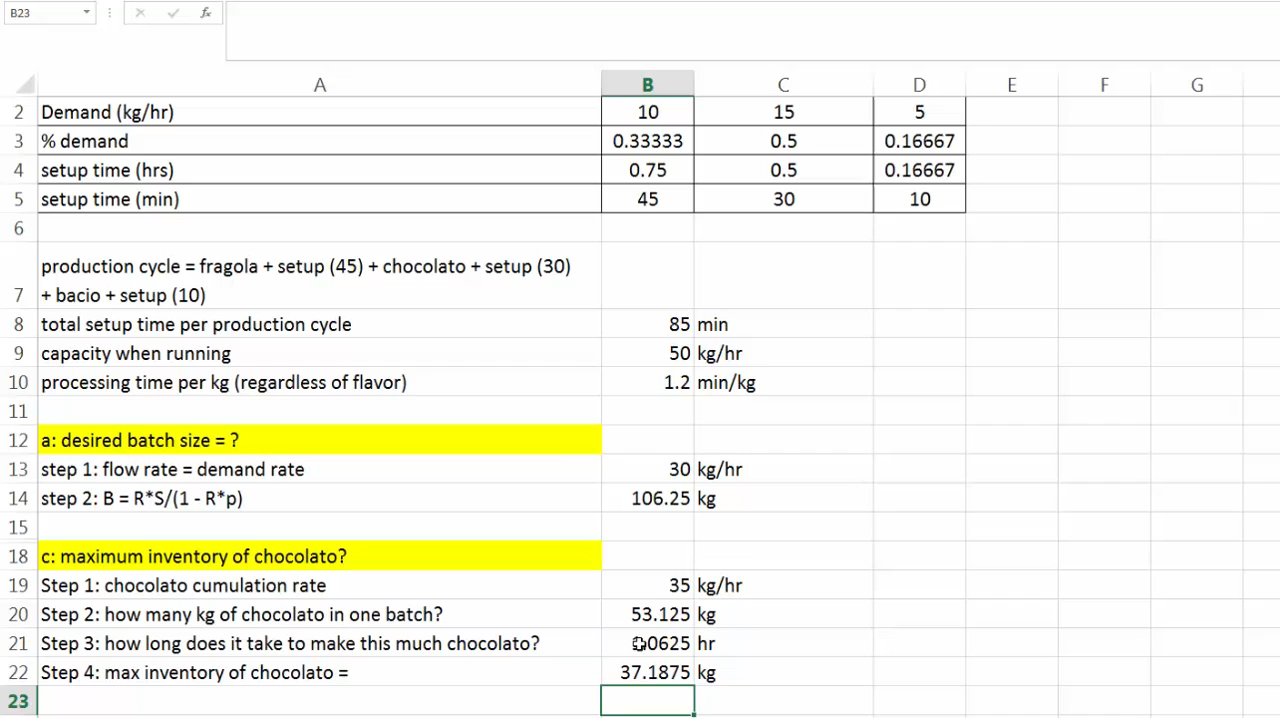 B23
fx
A B C D E F G
2 Demand (kg/hr) 10 15 5
3 % demand 0.33333 0.5 0.16667
4 setup time (hrs) 0.75 0.5 0.16667
5 setup time (min) 45 30 10
6
production cycle = fragola + setup (45) + chocolato + setup (30)
7 + bacio + setup (10)
8 total setup time per production cycle 85 min
9 capacity when running 50 kg/hr
10 processing time per kg (regardless of flavor) 1.2 min/kg
11
12 a: desired batch size = ?
13 step 1: flow rate = demand rate 30 kg/hr
14 step 2: B = R*S/(1 - R*p) 106.25 kg
15
18 c: maximum inventory of chocolato?
19 Step 1: chocolato cumulation rate 35 kg/hr
20 Step 2: how many kg of chocolato in one batch? 53.125 kg
21 Step 3: how long does it take to make this much chocolato? hr
22 Step 4: max inventory of chocolato = 37.1875 kg
23